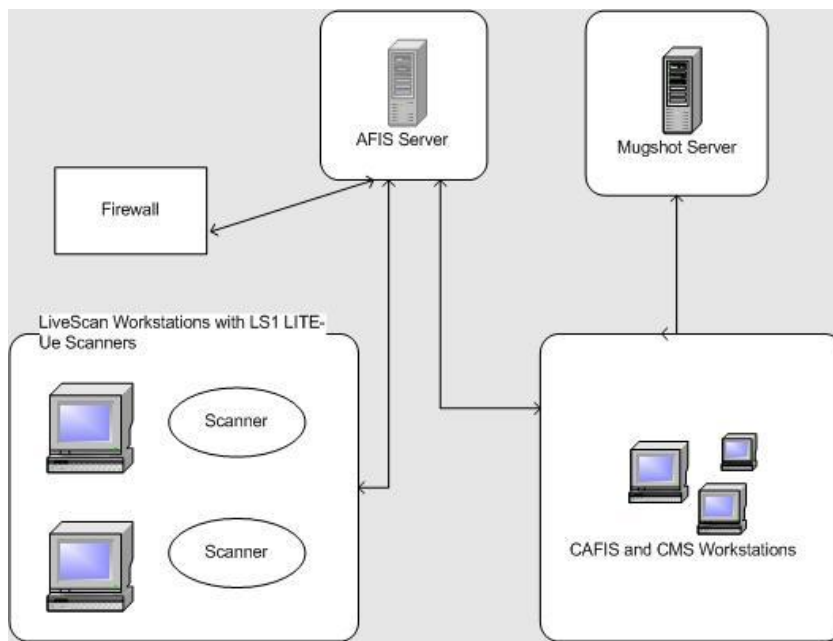 AFIS Server
Mugshot Server
Firewall
LiveScan Workstations with LS1 LITE-
Ue Scanners
Scanner
Scanner
CAFIS and CMS Workstations